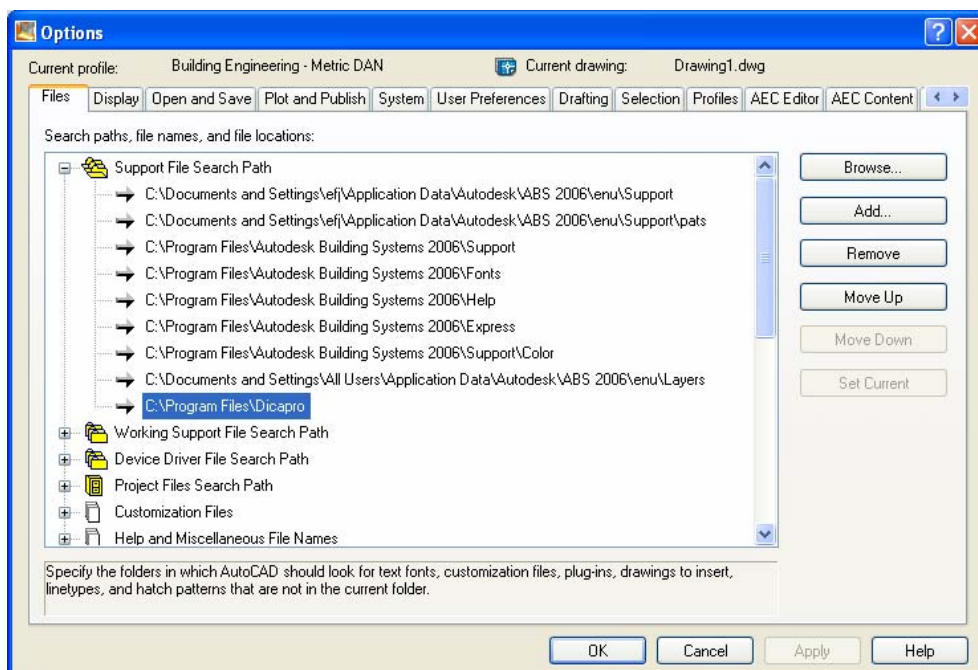 Options
Current profile: Building Engineering - Metric DAN Current drawing: Drawing1.dwg
Files Display Open and Save Plot and Publish System User Preferences Drafting Selection Profiles AEC Editor AEC Content
Search paths, file names, and file locations:
Support File Search Path
C:\Documents and Settings\efj\Application Data\Autodesk\ABS 2006\enu\Support
C:\Documents and Settings\efj\Application Data\Autodesk\ABS 2006\enu\Support\pats
C:\Program Files\Autodesk Building Systems 2006\Support
C:\Program Files\Autodesk Building Systems 2006\Fonts
C:\Program Files\Autodesk Building Systems 2006\Help
C:\Program Files\Autodesk Building Systems 2006\Express
C:\Program Files\Autodesk Building Systems 2006\Support\Color
C:\Documents and Settings\All Users\Application Data\Autodesk\ABS 2006\enu\Layers
C:\Program Files\Dicapro
Working Support File Search Path
Device Driver File Search Path
Project Files Search Path
Customization Files
Help and Miscellaneous File Names
Browse...
Add...
Remove
Move Up
Move Down
Set Current
Specify the folders in which AutoCAD should look for text fonts, customization files, plug-ins, drawings to insert,
linetypes, and hatch patterns that are not in the current folder.
OK Cancel Apply Help